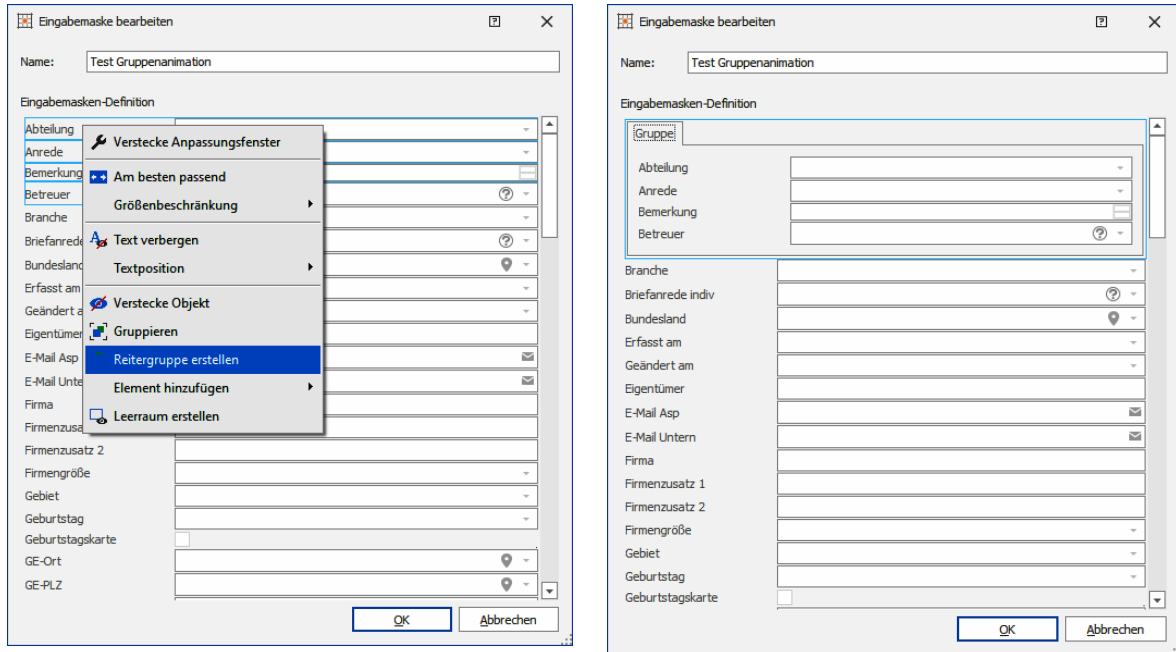 Eingabemaske bearbeiten
Name: Test Gruppenanimation
Eingabemasken-Definition
Abteilung
Anrede
Bemerkung
Betreuer
Branche
Briefanrede
Bundesland
Erfasst am
Geändert a
Eigentümer
E-Mail Asp
E-Mail Unte
Firma
Firmenzusa
Firmenzusatz 2
Firmengröße
Gebiet
Geburtstag
Geburtstagskarte
GE-Ort
GE-PLZ
Verstecke Anpassungsfenster
Am besten passend
Größenbeschränkung
Text verbergen
Textposition
Verstecke Objekt
Gruppieren
Reitergruppe erstellen
Element hinzufügen
Leerraum erstellen
OK Abbrechen
Eingabemaske bearbeiten
Name: Test Gruppenanimation
Eingabemasken-Definition
Gruppe
Abteilung
Anrede
Bemerkung
Betreuer
Branche
Briefanrede indiv
Bundesland
Erfasst am
Geändert am
Eigentümer
E-Mail Asp
E-Mail Untern
Firma
Firmenzusatz 1
Firmenzusatz 2
Firmengröße
Gebiet
Geburtstag
Geburtstagskarte
OK Abbrechen